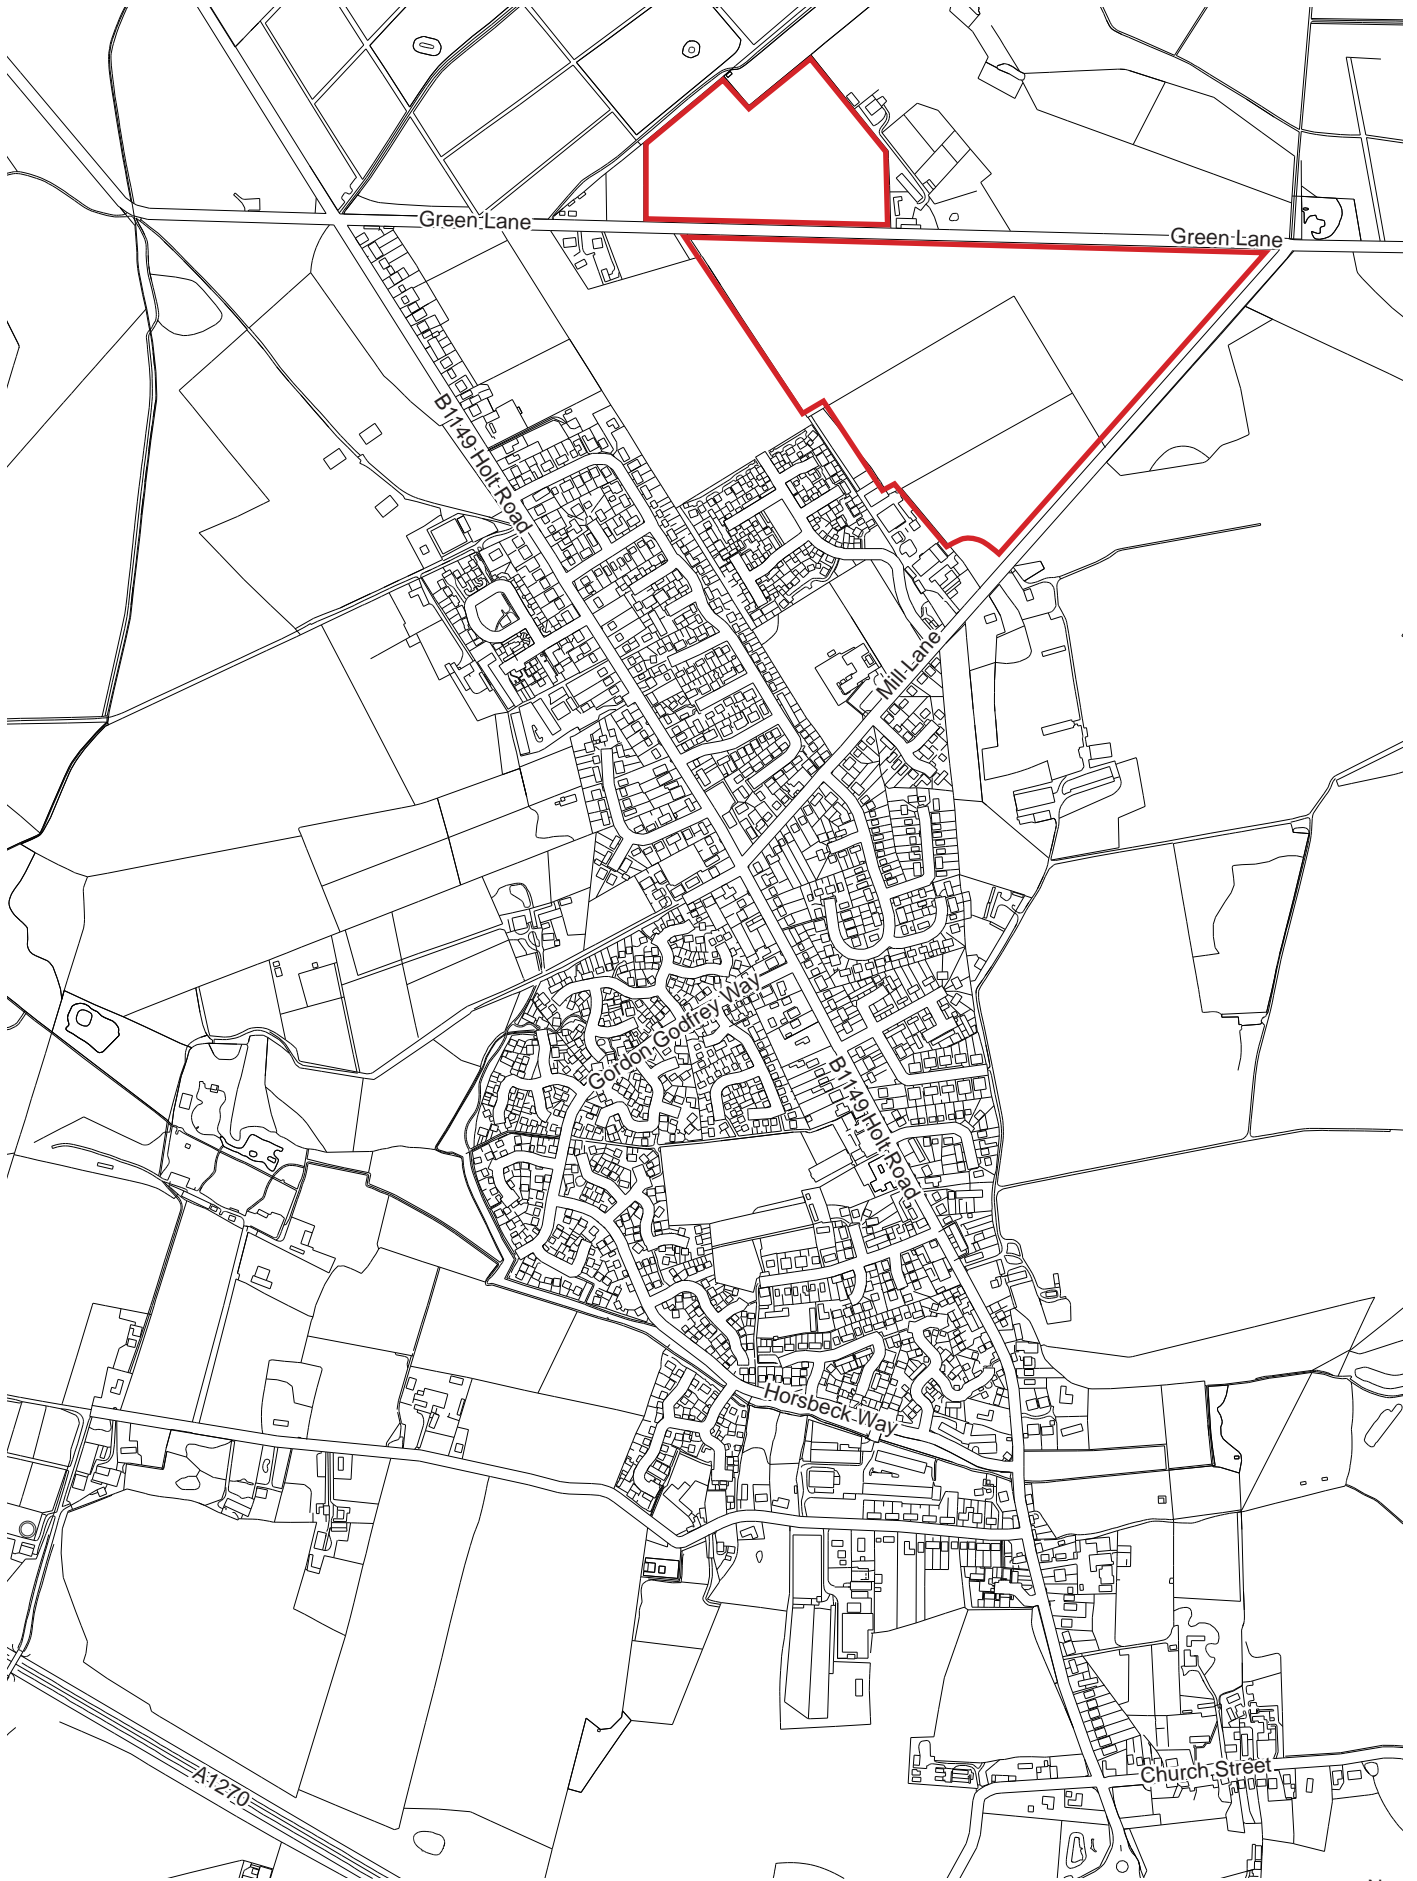 Green Lane
Green Lane
B1149 Holt Road
Mill Lane
Gordon Godfrey Way
B1149 Holt Road
Horsbeck Way
Church Street
A1270